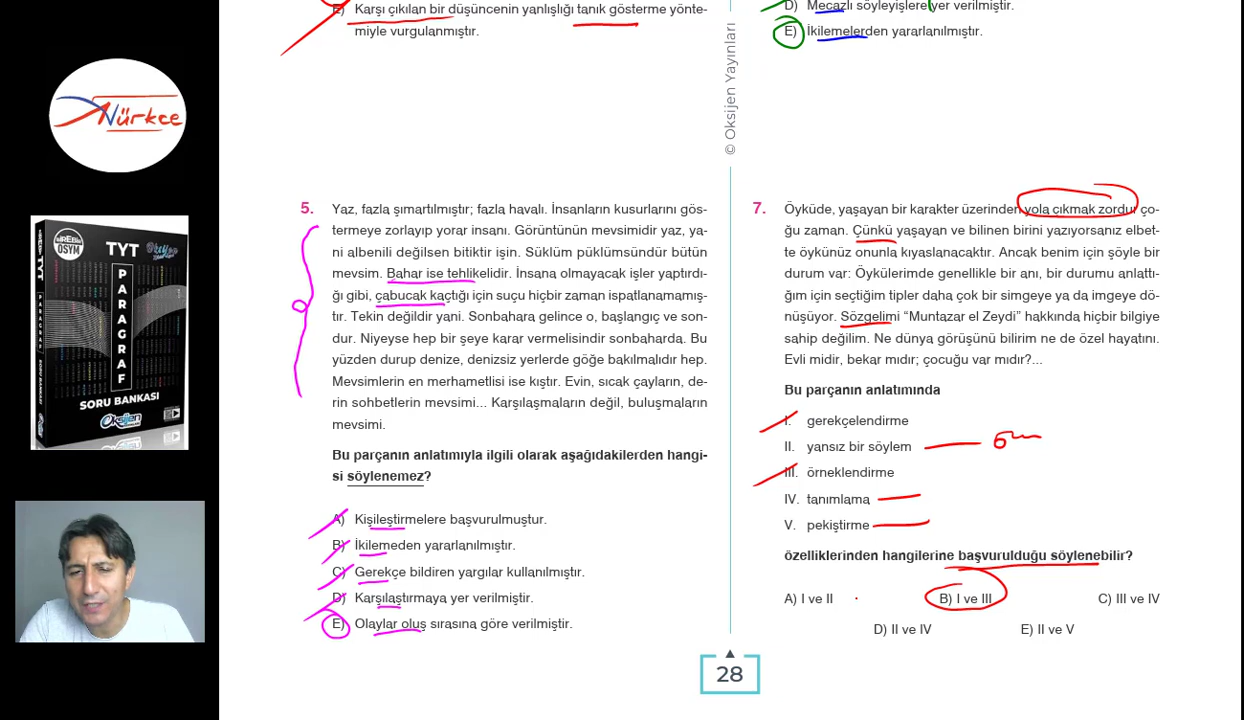 E) Karşı çıkılan bir düşüncenin yanlışlığı tanık gösterme yönte-
miyle vurgulanmıştır.
D) Mecazlı söyleyişlere yer verilmiştir.
E) İkilemelerden yararlanılmıştır.
© Oksijen Yayınları
Nürkçe
BİREBİR
ÖSYM
TYT
PARAGRAF
SORU BANKASI
Oksijen
5. Yaz, fazla şımartılmıştır; fazla havalı. İnsanların kusurlarını gös-
termeye zorlayıp yorar insanı. Görüntünün mevsimidir yaz, ya-
ni albenili değilsen bitiktir işin. Süklüm püklümsündür bütün
mevsim. Bahar ise tehlikelidir. İnsana olmayacak işler yaptırdı-
ğı gibi, çabucak kaçtığı için suçu hiçbir zaman ispatlanamamış-
tır. Tekin değildir yani. Sonbahara gelince o, başlangıç ve son-
dur. Niyeyse hep bir şeye karar vermelisindir sonbaharda. Bu
yüzden durup denize, denizsiz yerlerde göğe bakılmalıdır hep.
Mevsimlerin en merhametlisi ise kıştır. Evin, sıcak çayların, de-
rin sohbetlerin mevsimi... Karşılaşmaların değil, buluşmaların
mevsimi.
Bu parçanın anlatımıyla ilgili olarak aşağıdakilerden hangi-
si söylenemez?
A) Kişileştirmelere başvurulmuştur.
B) İkilemeden yararlanılmıştır.
C) Gerekçe bildiren yargılar kullanılmıştır.
D) Karşılaştırmaya yer verilmiştir.
E) Olaylar oluş sırasına göre verilmiştir.
7. Öyküde, yaşayan bir karakter üzerinden yola çıkmak zordur ço-
ğu zaman. Çünkü yaşayan ve bilinen birini yazıyorsanız elbet-
te öykünüz onunla kıyaslanacaktır. Ancak benim için şöyle bir
durum var: Öykülerimde genellikle bir anı, bir durumu anlattı-
ğım için seçtiğim tipler daha çok bir simgeye ya da imgeye dö-
nüşüyor. Sözgelimi “Muntazar el Zeydi” hakkında hiçbir bilgiye
sahip değilim. Ne dünya görüşünü bilirim ne de özel hayatını.
Evli midir, bekar mıdır; çocuğu var mıdır?...
Bu parçanın anlatımında
I. gerekçelendirme
II. yansız bir söylem
III. örneklendirme
IV. tanımlama
V. pekiştirme
özelliklerinden hangilerine başvurulduğu söylenebilir?
A) I ve II B) I ve III C) III ve IV
D) II ve IV E) II ve V
28